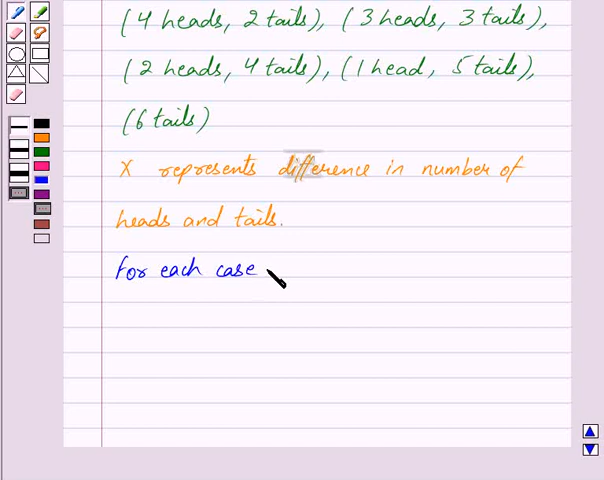 (4 heads, 2 tails), (3 heads, 3 tails),
(2 heads, 4 tails), (1 head, 5 tails),
(6 tails)
X represents difference in number of
heads and tails.
For each case